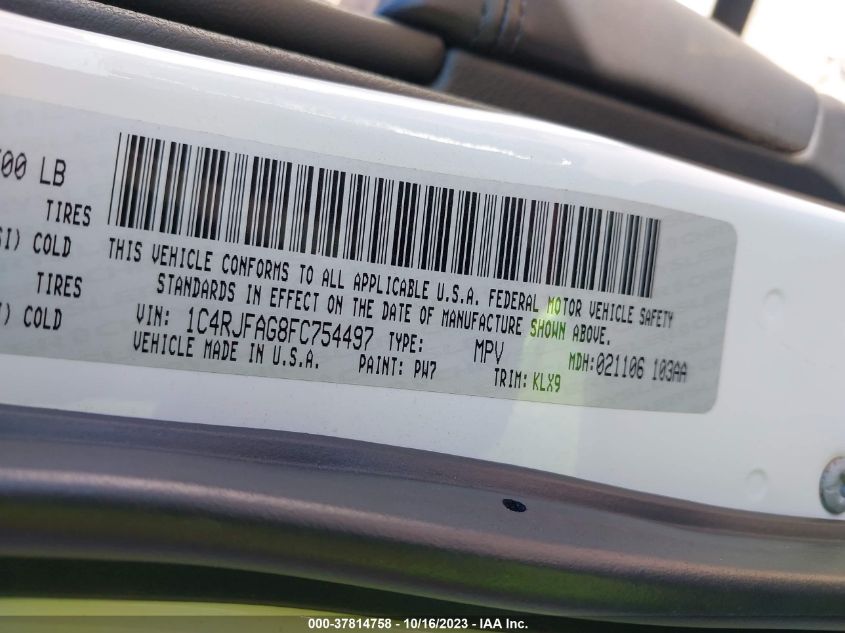 700 LB
TIRES
SI) COLD
TIRES
) COLD
THIS VEHICLE CONFORMS TO ALL APPLICABLE U.S.A. FEDERAL MOTOR VEHICLE SAFETY
STANDARDS IN EFFECT ON THE DATE OF MANUFACTURE SHOWN ABOVE.
VIN: 1C4RJFAG8FC754497 TYPE: MPV MDH:021106 103AA
VEHICLE MADE IN U.S.A. PAINT: PW7 TRIM: KLX9
000-37814758 - 10/16/2023 - IAA Inc.